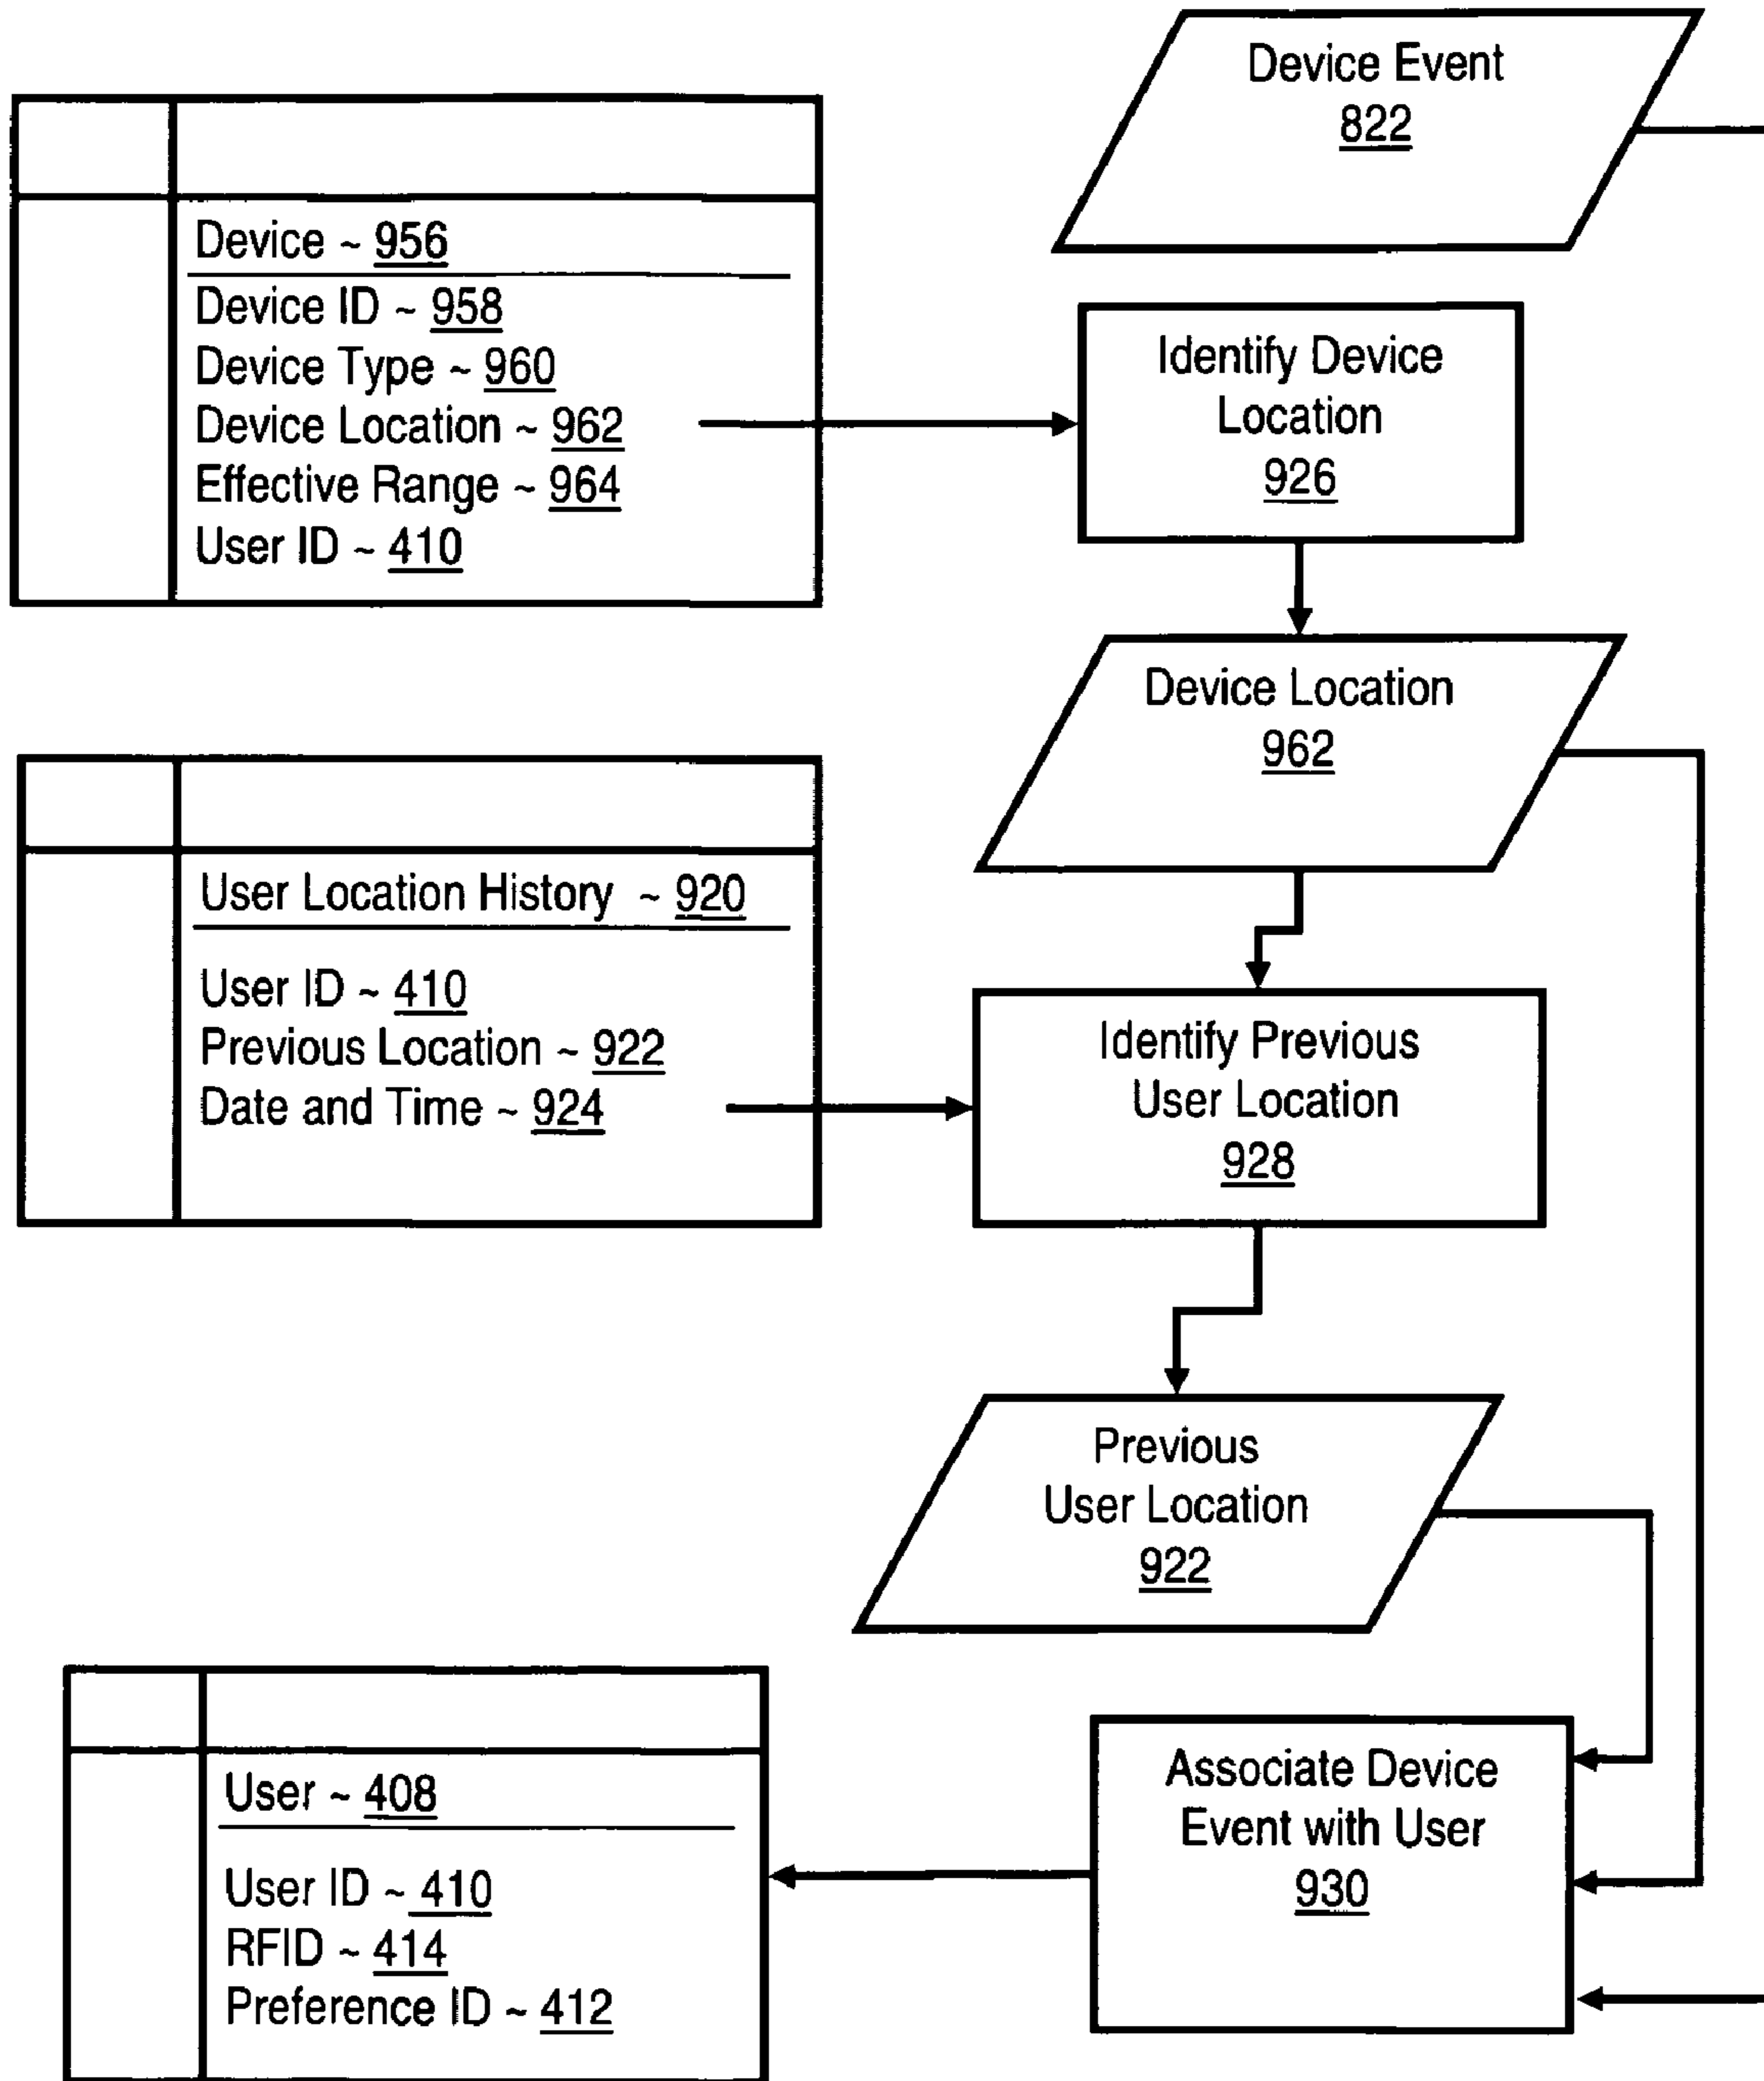 Device Event
822
Device ~ 956
Device ID ~ 958
Device Type ~ 960
Device Location ~ 962
Effective Range ~ 964
User ID ~ 410
Identify Device
Location
926
Device Location
962
User Location History ~ 920
User ID ~ 410
Previous Location ~ 922
Date and Time ~ 924
Identify Previous
User Location
928
Previous
User Location
922
User ~ 408
User ID ~ 410
RFID ~ 414
Preference ID ~ 412
Associate Device
Event with User
930